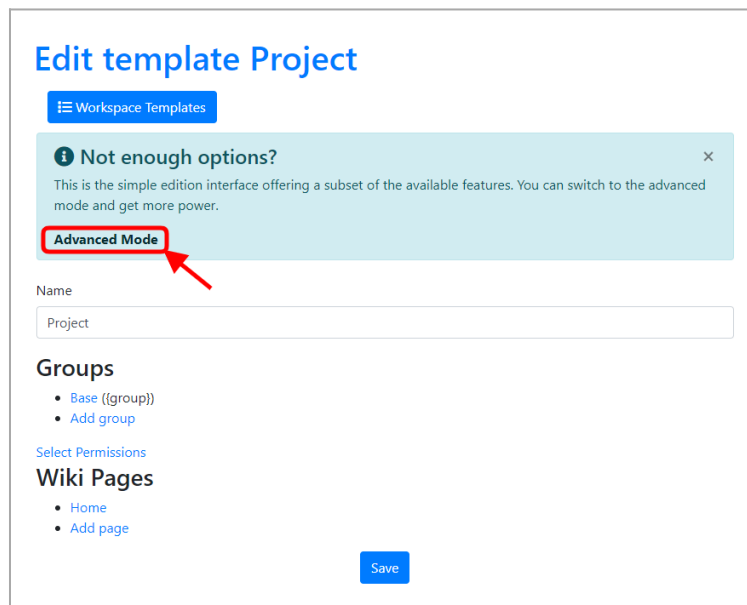 Edit template Project
Workspace Templates
Not enough options?
×
This is the simple edition interface offering a subset of the available features. You can switch to the advanced
mode and get more power.
Advanced Mode
Name
Project
Groups
Base ({group})
Add group
Select Permissions
Wiki Pages
Home
Add page
Save